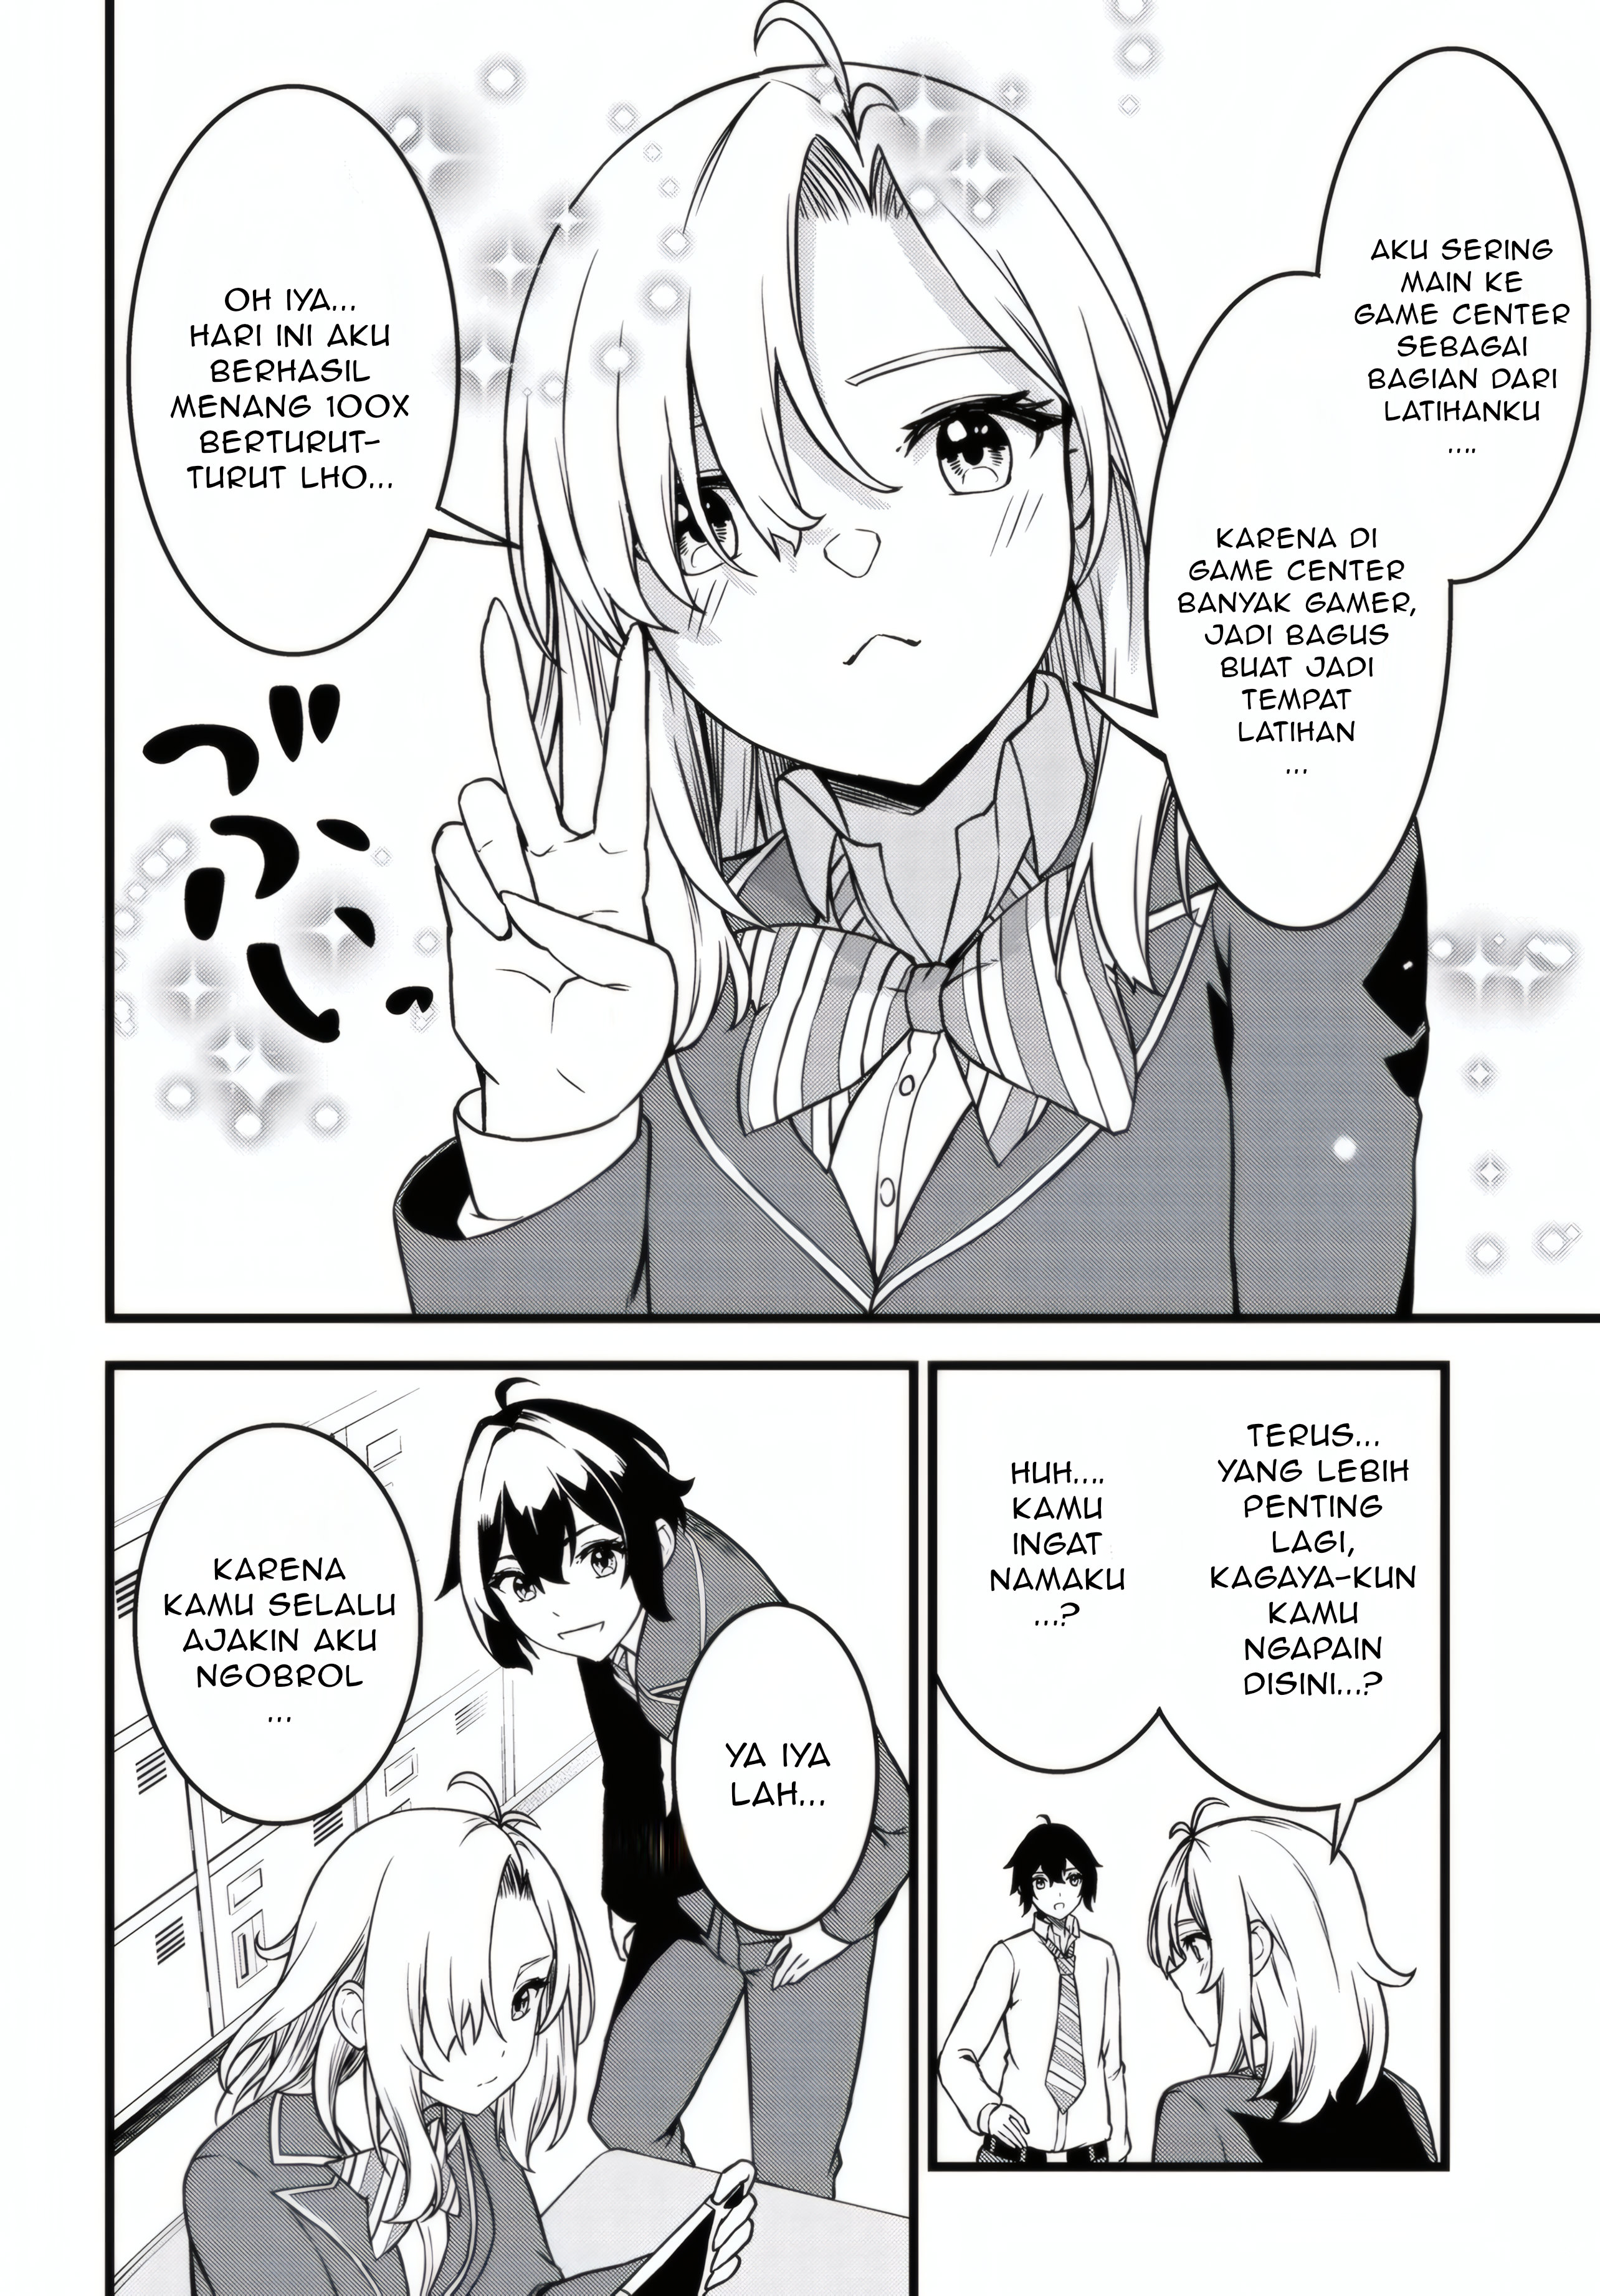 AKU SERING
MAIN KE
GAME CENTER
SEBAGAI
BAGIAN DARI
LATIHANKU
....
KARENA DI
GAME CENTER
BANYAK GAMER,
JADI BAGUS
BUAT JADI
TEMPAT
LATIHAN
...
OH IYA...
HARI INI AKU
BERHASIL
MENANG 100X
BERTURUT-
TURUT LHO...
ぶいっ
TERUS...
YANG LEBIH
PENTING
LAGI,
KAGAYA-KUN
KAMU
NGAPAIN
DISINI...?
HUH....
KAMU
INGAT
NAMAKU
...?
YA IYA
LAH...
KARENA
KAMU SELALU
AJAKIN AKU
NGOBROL
...